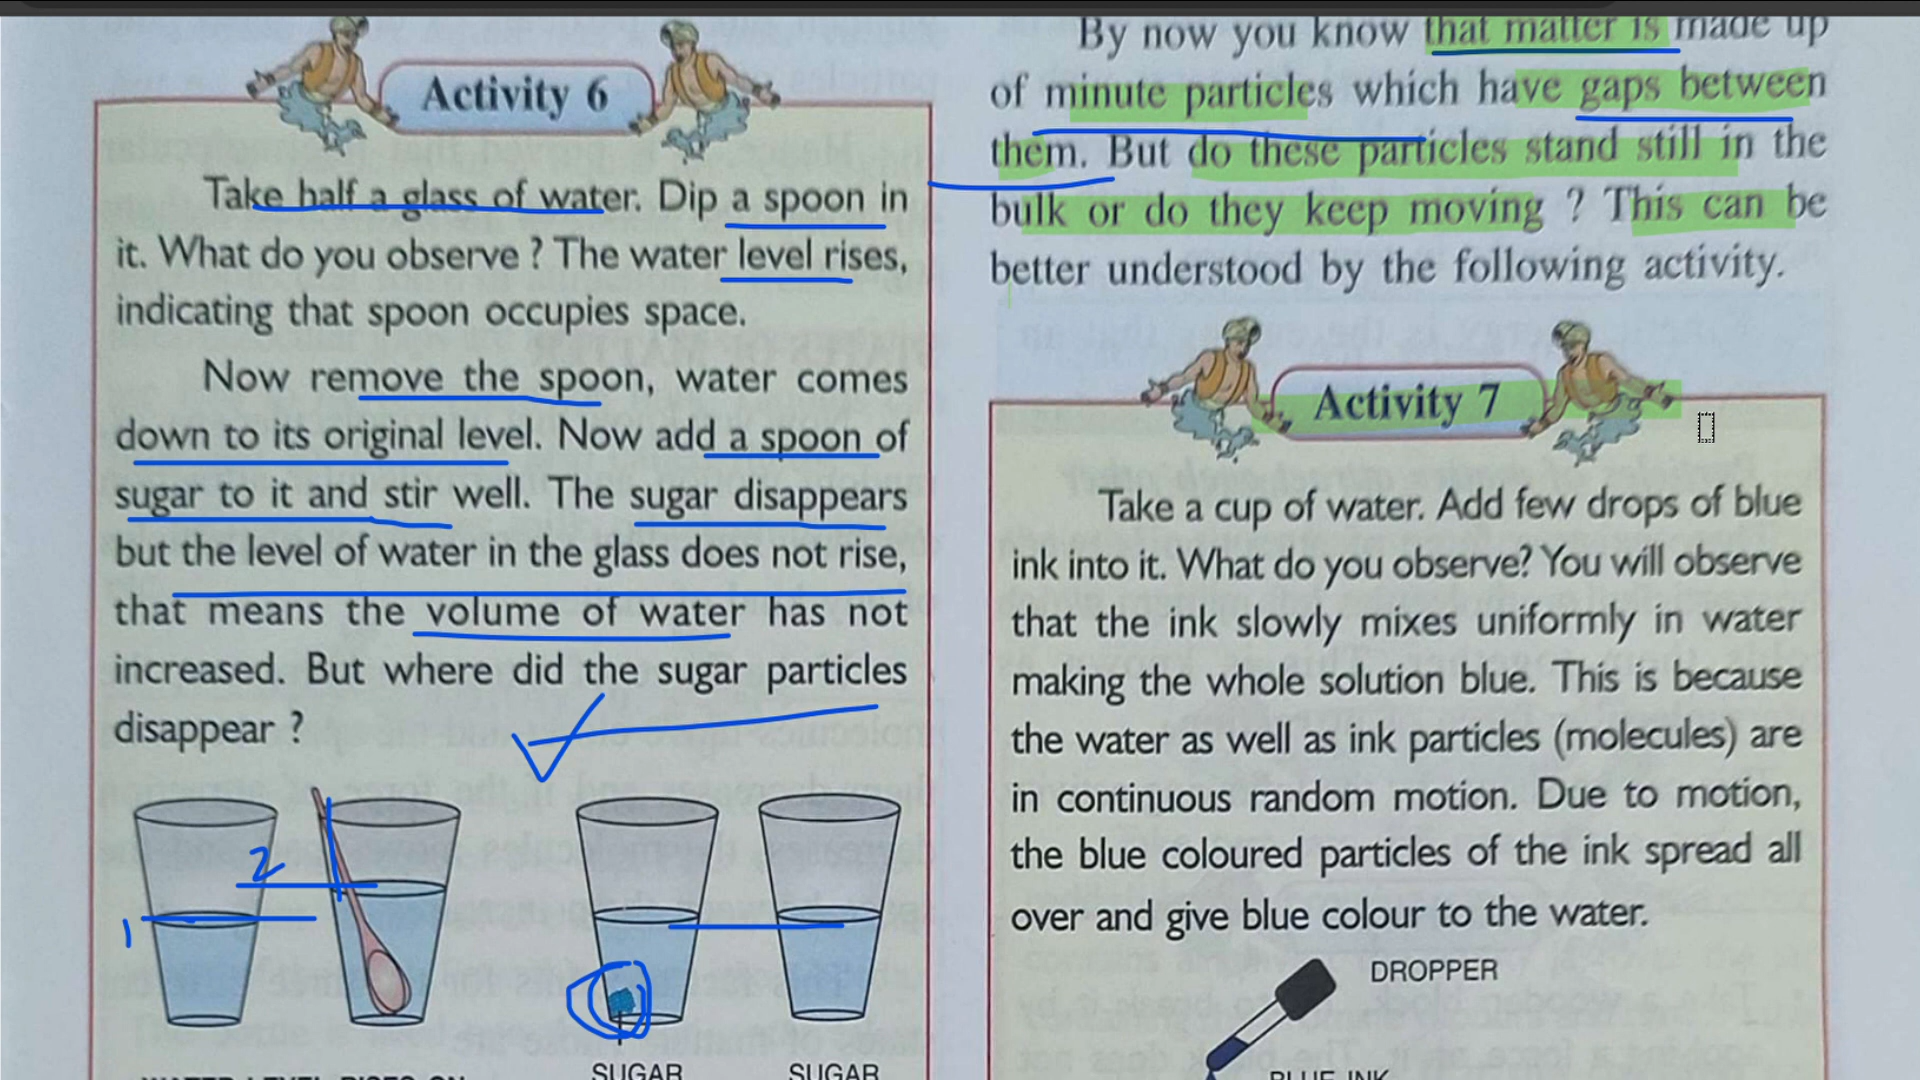 Activity 6
Take half a glass of water. Dip a spoon in
it. What do you observe ? The water level rises,
indicating that spoon occupies space.
Now remove the spoon, water comes
down to its original level. Now add a spoon of
sugar to it and stir well. The sugar disappears
but the level of water in the glass does not rise,
that means the volume of water has not
increased. But where did the sugar particles
disappear ?
2
1
SUGAR
SUGAR
By now you know that matter is made up
of minute particles which have gaps between
them. But do these particles stand still in the
bulk or do they keep moving ? This can be
better understood by the following activity.
Activity 7
Take a cup of water. Add few drops of blue
ink into it. What do you observe? You will observe
that the ink slowly mixes uniformly in water
making the whole solution blue. This is because
the water as well as ink particles (molecules) are
in continuous random motion. Due to motion,
the blue coloured particles of the ink spread all
over and give blue colour to the water.
DROPPER
BLUE INK